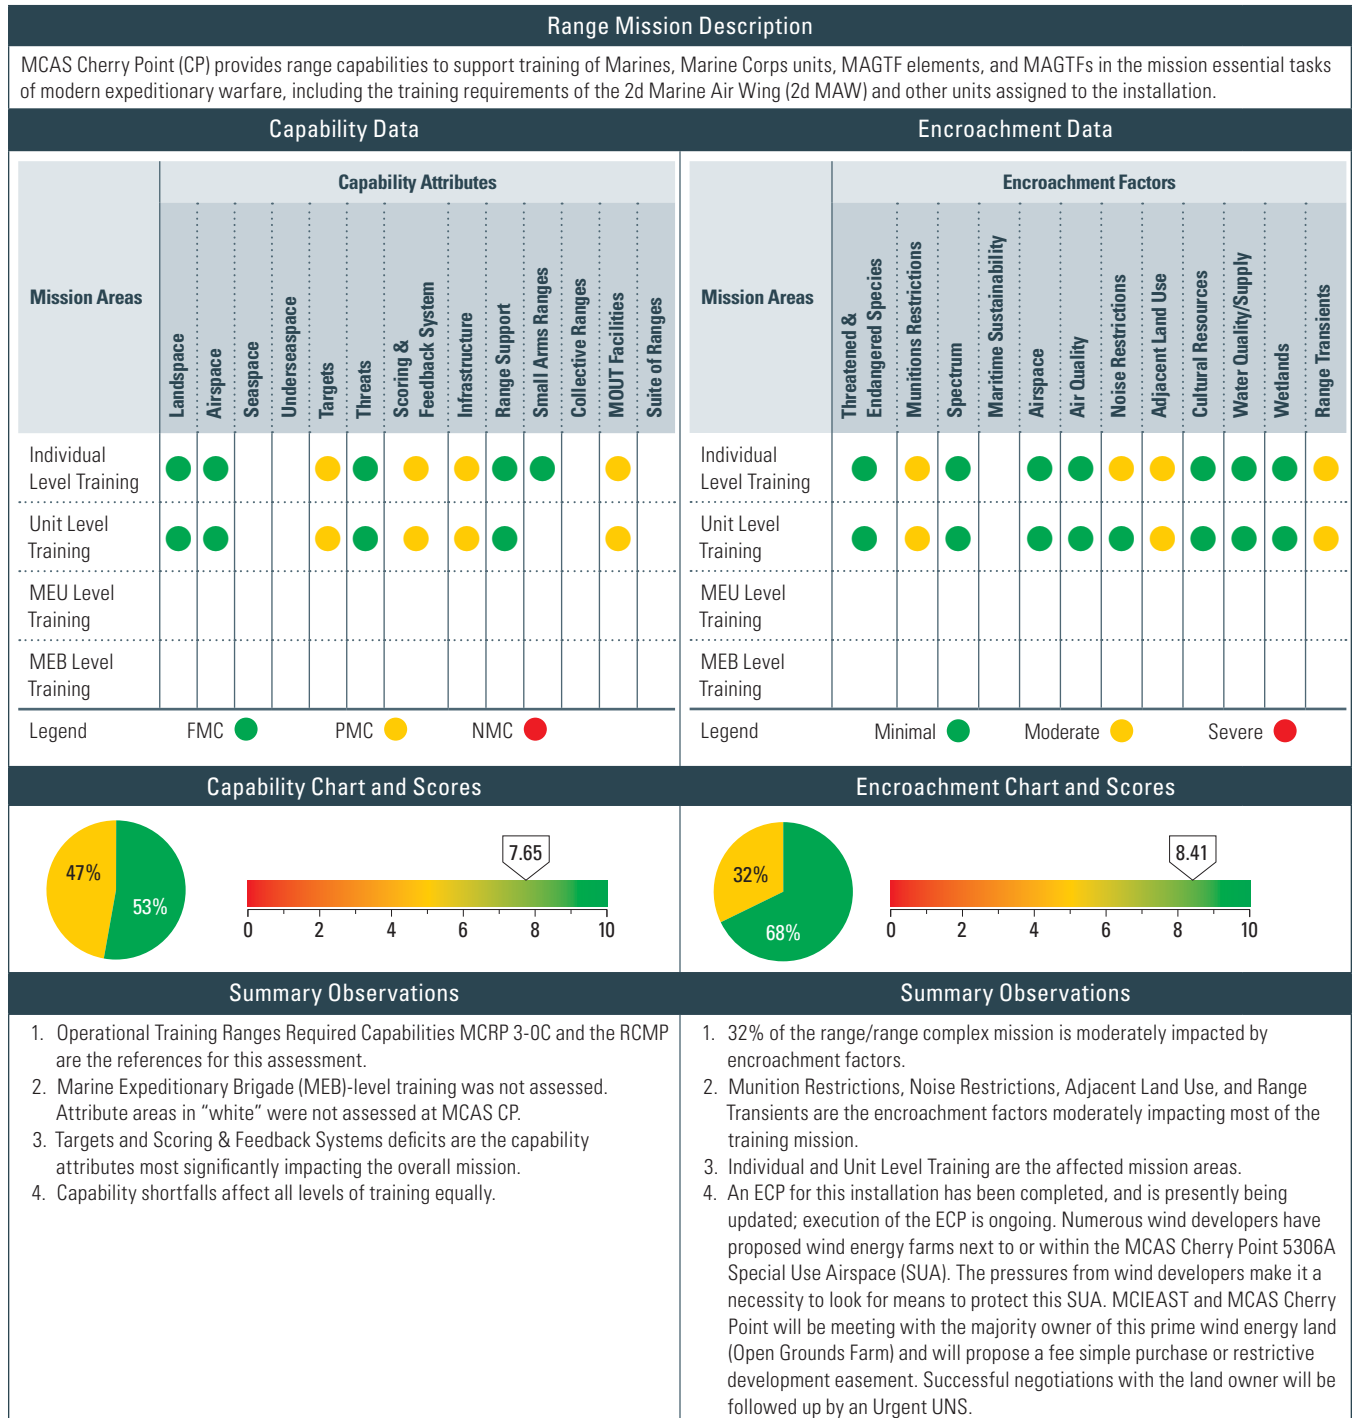 Range Mission Description
MCAS Cherry Point (CP) provides range capabilities to support training of Marines, Marine Corps units, MAGTF elements, and MAGTFs in the mission essential tasks
of modern expeditionary warfare, including the training requirements of the 2d Marine Air Wing (2d MAW) and other units assigned to the installation.
Capability Data
Mission Areas
Capability Attributes
Landspace
Airspace
Seaspace
Underseaspace
Targets
Threats
Scoring &
Feedback System
Infrastructure
Range Support
Small Arms Ranges
Collective Ranges
MOUT Facilities
Suite of Ranges
Individual
Level Training
Unit Level
Training
MEU Level
Training
MEB Level
Training
Legend FMC PMC NMC
Encroachment Data
Mission Areas
Encroachment Factors
Threatened &
Endangered Species
Munitions Restrictions
Spectrum
Maritime Sustainability
Airspace
Air Quality
Noise Restrictions
Adjacent Land Use
Cultural Resources
Water Quality/Supply
Wetlands
Range Transients
Individual
Level Training
Unit Level
Training
MEU Level
Training
MEB Level
Training
Legend Minimal Moderate Severe
Capability Chart and Scores
47%
53%
7.65
0 2 4 6 8 10
Encroachment Chart and Scores
32%
68%
8.41
0 2 4 6 8 10
Summary Observations
1. Operational Training Ranges Required Capabilities MCRP 3-0C and the RCMP
are the references for this assessment.
2. Marine Expeditionary Brigade (MEB)-level training was not assessed.
Attribute areas in "white" were not assessed at MCAS CP.
3. Targets and Scoring & Feedback Systems deficits are the capability
attributes most significantly impacting the overall mission.
4. Capability shortfalls affect all levels of training equally.
Summary Observations
1. 32% of the range/range complex mission is moderately impacted by
encroachment factors.
2. Munition Restrictions, Noise Restrictions, Adjacent Land Use, and Range
Transients are the encroachment factors moderately impacting most of the
training mission.
3. Individual and Unit Level Training are the affected mission areas.
4. An ECP for this installation has been completed, and is presently being
updated; execution of the ECP is ongoing. Numerous wind developers have
proposed wind energy farms next to or within the MCAS Cherry Point 5306A
Special Use Airspace (SUA). The pressures from wind developers make it a
necessity to look for means to protect this SUA. MCIEAST and MCAS Cherry
Point will be meeting with the majority owner of this prime wind energy land
(Open Grounds Farm) and will propose a fee simple purchase or restrictive
development easement. Successful negotiations with the land owner will be
followed up by an Urgent UNS.